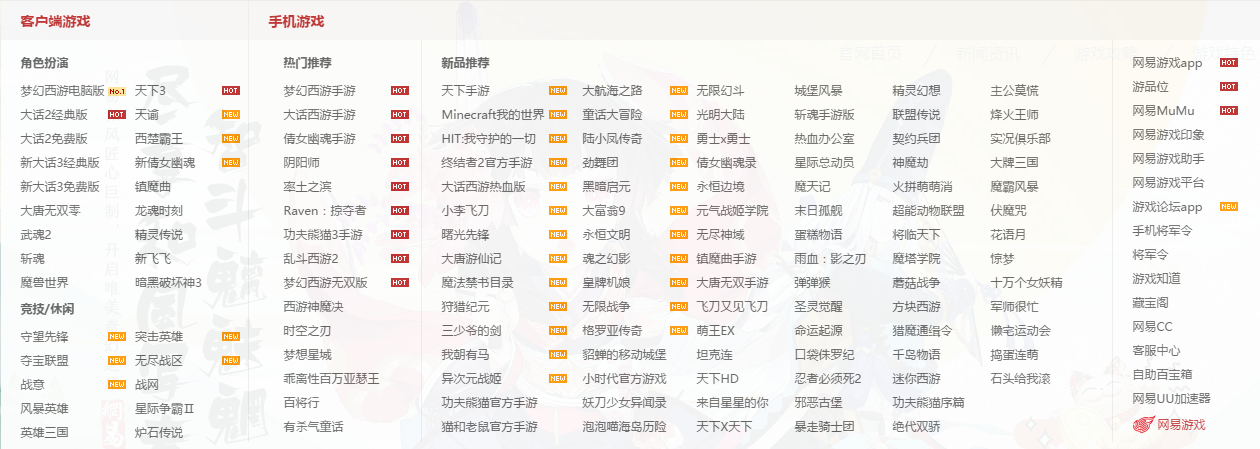 客户端游戏
角色扮演
梦幻西游电脑版 No.1 天下3 HOT
大话2经典版 HOT 天谕 NEW
大话2免费版 西楚霸王 NEW
新大话3经典版 新倩女幽魂 NEW
新大话3免费版 镇魔曲
大唐无双零 龙魂时刻
武魂2 精灵传说
斩魂 新飞飞
魔兽世界 暗黑破坏神3
竞技/休闲
守望先锋 NEW 突击英雄 NEW
夺宝联盟 NEW 无尽战区 NEW
战意 NEW 战网
风暴英雄 星际争霸Ⅱ
英雄三国 炉石传说
手机游戏
热门推荐
梦幻西游手游 HOT
大话西游手游 HOT
倩女幽魂手游 HOT
阴阳师 HOT
率土之滨 HOT
Raven：掠夺者 HOT
功夫熊猫3手游 HOT
乱斗西游2 HOT
梦幻西游无双版 HOT
西游神魔决
时空之刃
梦想星城
乖离性百万亚瑟王
百将行
有杀气童话
新品推荐
天下手游 NEW 大航海之路 NEW 无限幻斗 城堡风暴 精灵幻想 主公莫慌
Minecraft我的世界 NEW 童话大冒险 NEW 光明大陆 斩魂手游版 联盟传说 烽火王师
HIT:我守护的一切 NEW 陆小凤传奇 NEW 勇士x勇士 热血办公室 契约兵团 实况俱乐部
终结者2官方手游 NEW 劲舞团 NEW 倩女幽魂录 星际总动员 神魔劫 大牌三国
大话西游热血版 NEW 黑暗启元 NEW 永恒边境 魔天记 火拼萌萌消 魔霸风暴
小李飞刀 NEW 大富翁9 NEW 元气战姬学院 末日孤舰 超能动物联盟 伏魔咒
曙光先锋 NEW 永恒文明 NEW 无尽神域 蛋糕物语 将临天下 花语月
大唐游仙记 NEW 魂之幻影 NEW 镇魔曲手游 雨血：影之刃 魔塔学院 惊梦
魔法禁书目录 NEW 皇牌机娘 NEW 大唐无双手游 弹弹猴 蘑菇战争 十万个女妖精
狩猎纪元 NEW 无限战争 NEW 飞刀又见飞刀 圣灵觉醒 方块西游 军师很忙
三少爷的剑 NEW 格罗亚传奇 NEW 萌王EX 命运起源 猎魔通缉令 懒宅运动会
我朝有马 NEW 貂蝉的移动城堡 坦克连 口袋侏罗纪 千岛物语 捣蛋连萌
异次元战姬 NEW 小时代官方游戏 天下HD 忍者必须死2 迷你西游 石头给我滚
功夫熊猫官方手游 妖刀少女异闻录 来自星星的你 邪恶古堡 功夫熊猫序篇
猫和老鼠官方手游 泡泡喵海岛历险 天下X天下 暴走骑士团 绝代双骄
网易游戏app HOT
游品位 HOT
网易MuMu HOT
网易游戏印象
网易游戏助手
网易游戏平台
游戏论坛app NEW
手机将军令
将军令
游戏知道
藏宝阁
网易CC
客服中心
自助百宝箱
网易UU加速器
网易游戏